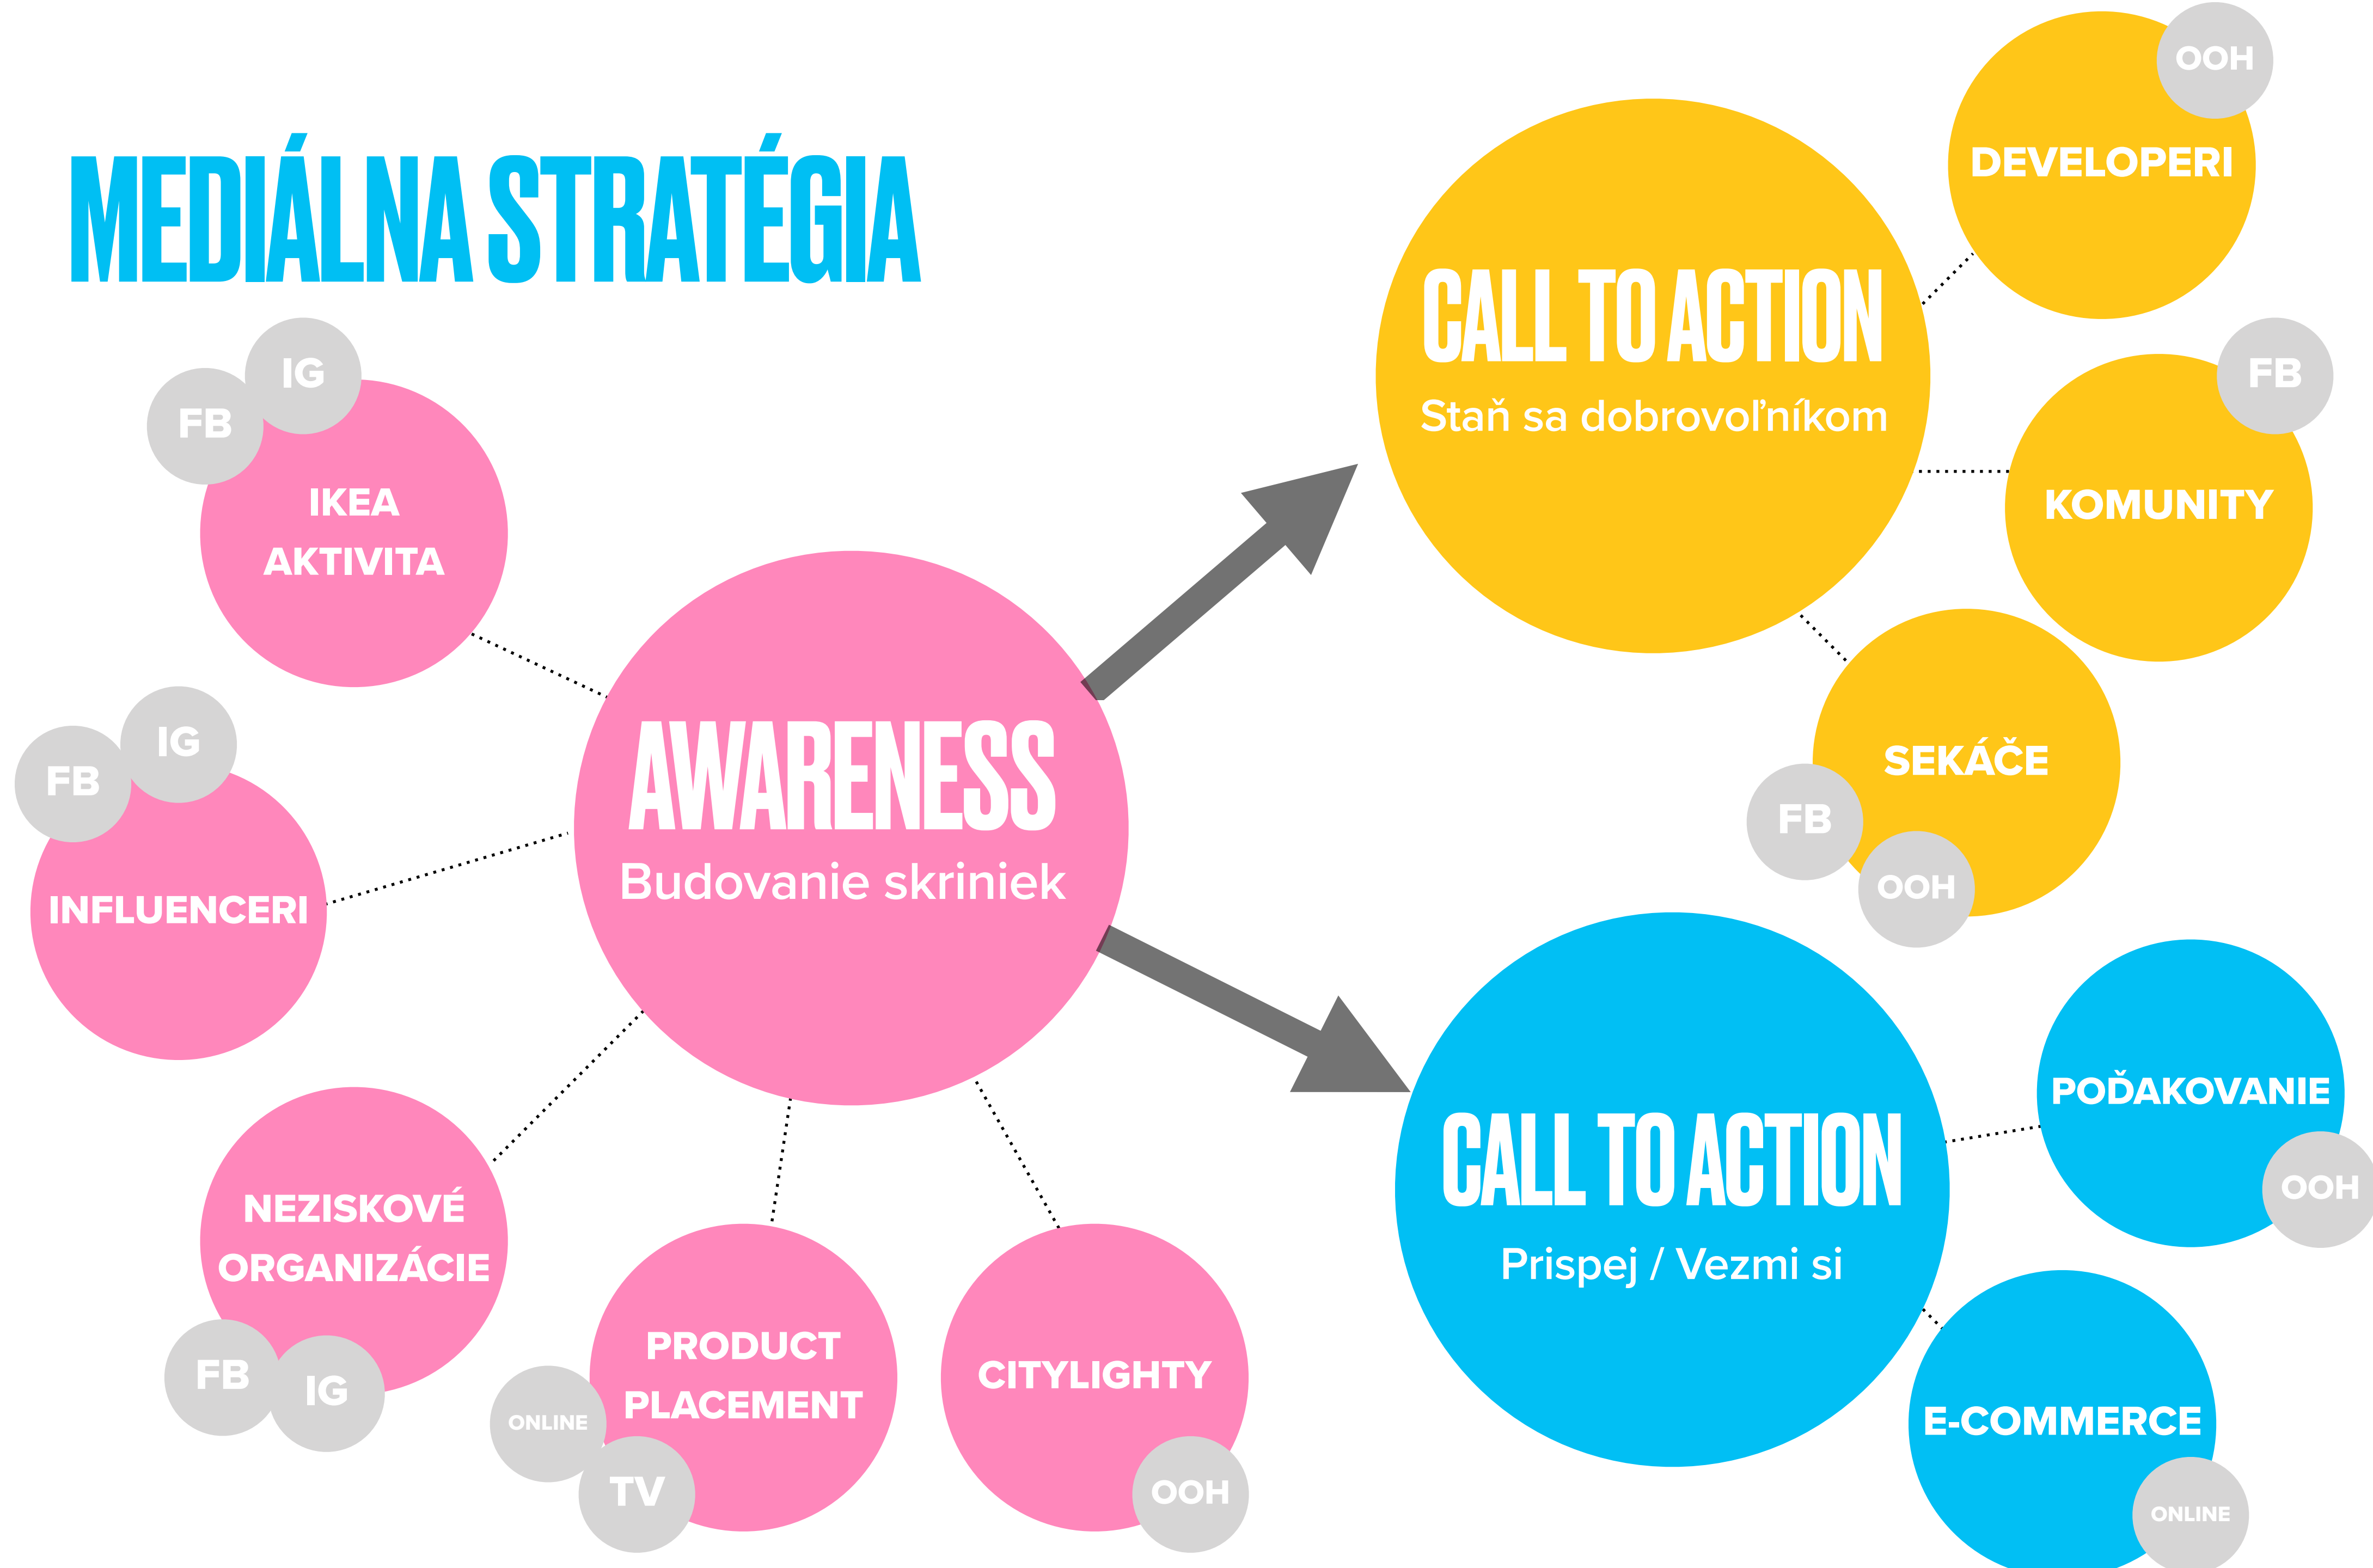 MEDIÁLNA STRATÉGIA
IG
FB
IKEA
AKTIVITA
IG
FB
INFLUENCERI
AWARENESS
Budovanie skriniek
NEZISKOVÉ
ORGANIZÁCIE
FB
IG
PRODUCT
PLACEMENT
ONLINE
TV
CITYLIGHTY
OOH
CALL TO ACTION
Staň sa dobrovoľníkom
OOH
DEVELOPERI
FB
KOMUNITY
SEKÁČE
FB
OOH
CALL TO ACTION
Prispej / Vezmi si
POĎAKOVANIE
OOH
E-COMMERCE
ONLINE